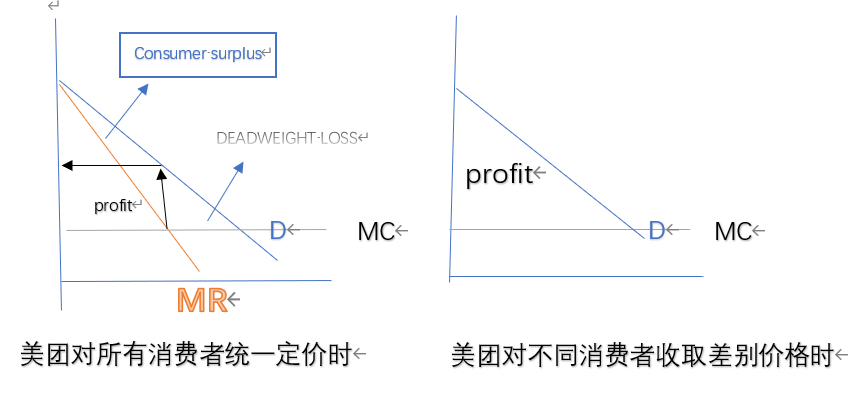 Consumer surplus
DEADWEIGHT LOSS
profit
D
MC
MR
美团对所有消费者统一定价时
profit
D
MC
美团对不同消费者收取差别价格时